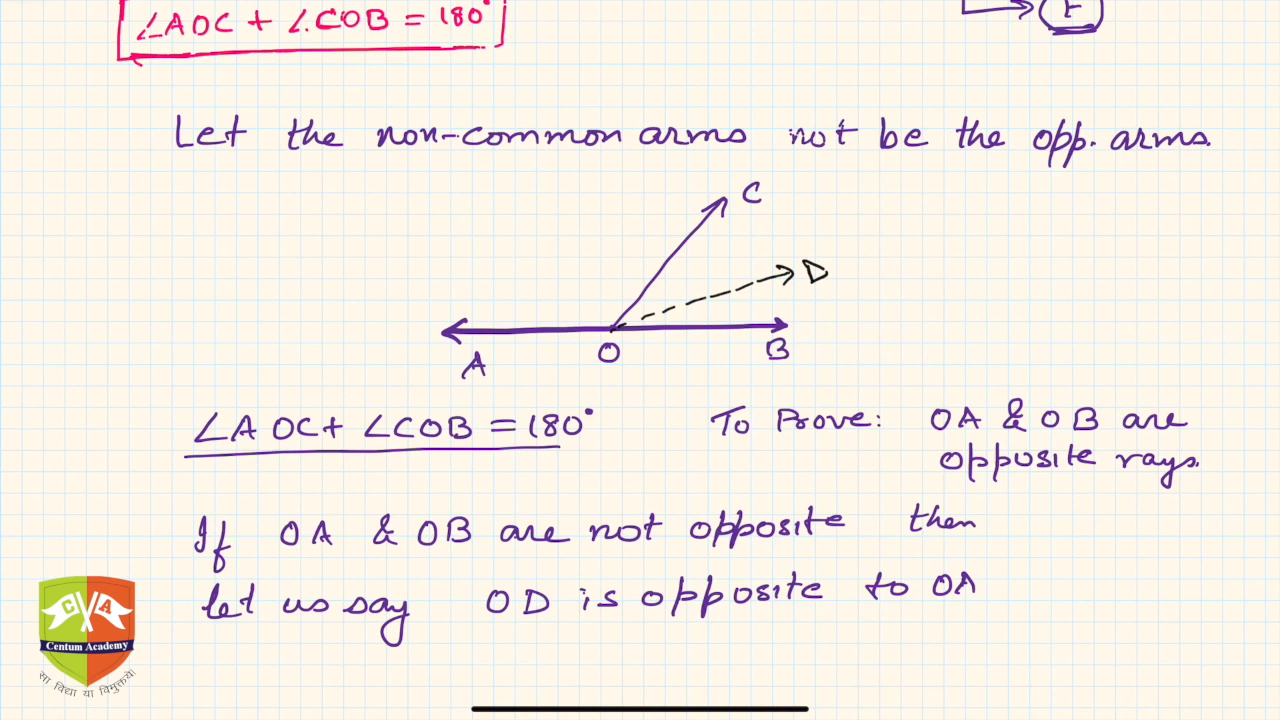 ∠AOC + ∠COB = 180°
Let the non-common arms not be the opp. arms.
C
D
A O B
∠AOC + ∠COB = 180°
To Prove: OA & OB are
opposite rays.
If OA & OB are not opposite then
let us say OD is opposite to OA
C A
Centum Academy
सा विद्या या विमुक्तये।